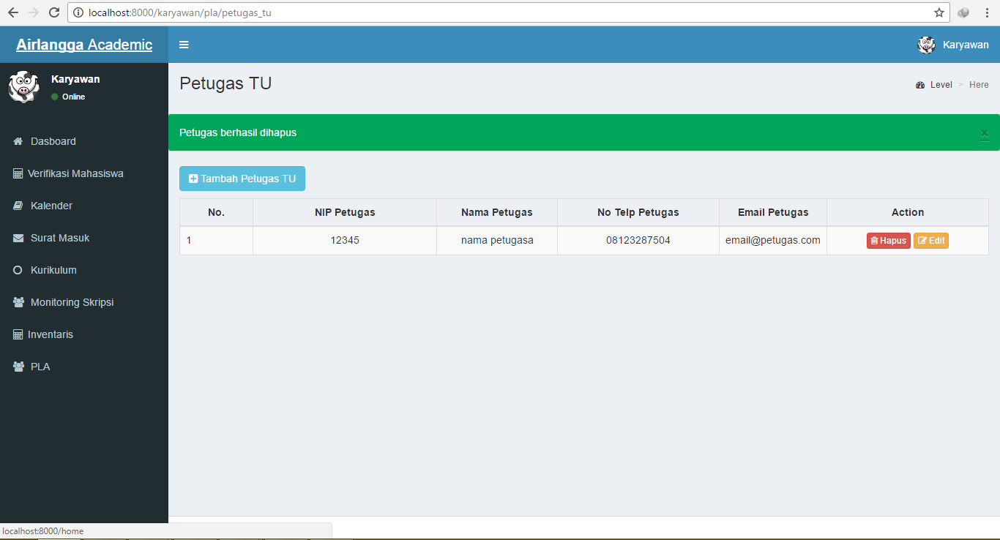 localhost:8000/karyawan/pla/petugas_tu
Airlangga Academic
Karyawan
Karyawan
Online
Petugas TU
Level > Here
Petugas berhasil dihapus ×
Dasboard
Verifikasi Mahasiswa
Kalender
Surat Masuk
Kurikulum
Monitoring Skripsi
Inventaris
PLA
Tambah Petugas TU
No. NIP Petugas Nama Petugas No Telp Petugas Email Petugas Action
1 12345 nama petugasa 08123287504 email@petugas.com Hapus Edit
localhost:8000/home